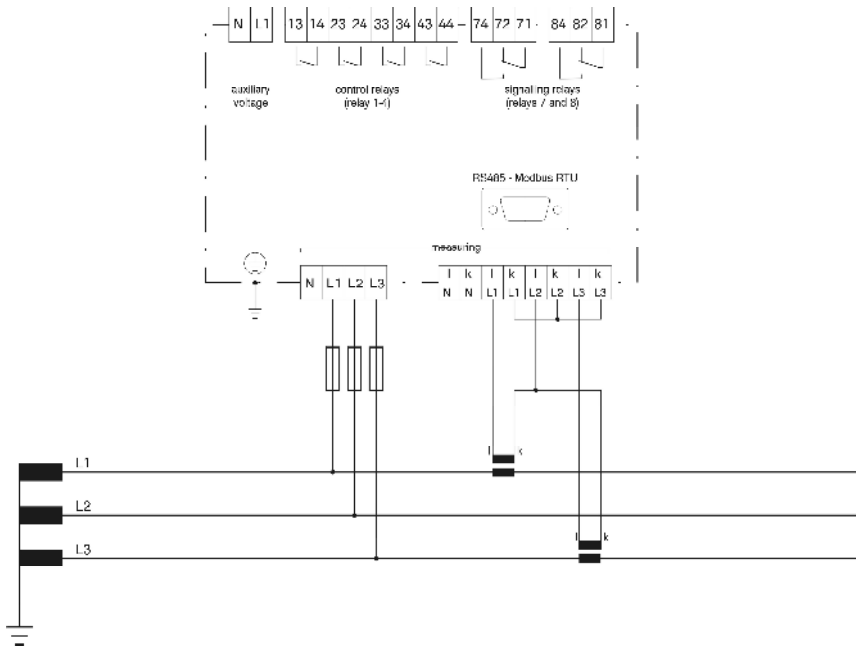 N L1 13 14 23 24 33 34 43 44 74 72 71 84 82 81
auxiliary
voltage
control relays
(relay 1-4)
signalling relays
(relays 7 and 8)
RS485 - Modbus RTU
measuring
N L1 L2 L3
l k l k l k l k
N N L1 L1 L2 L2 L3 L3
l k
L1
L2
l k
L3